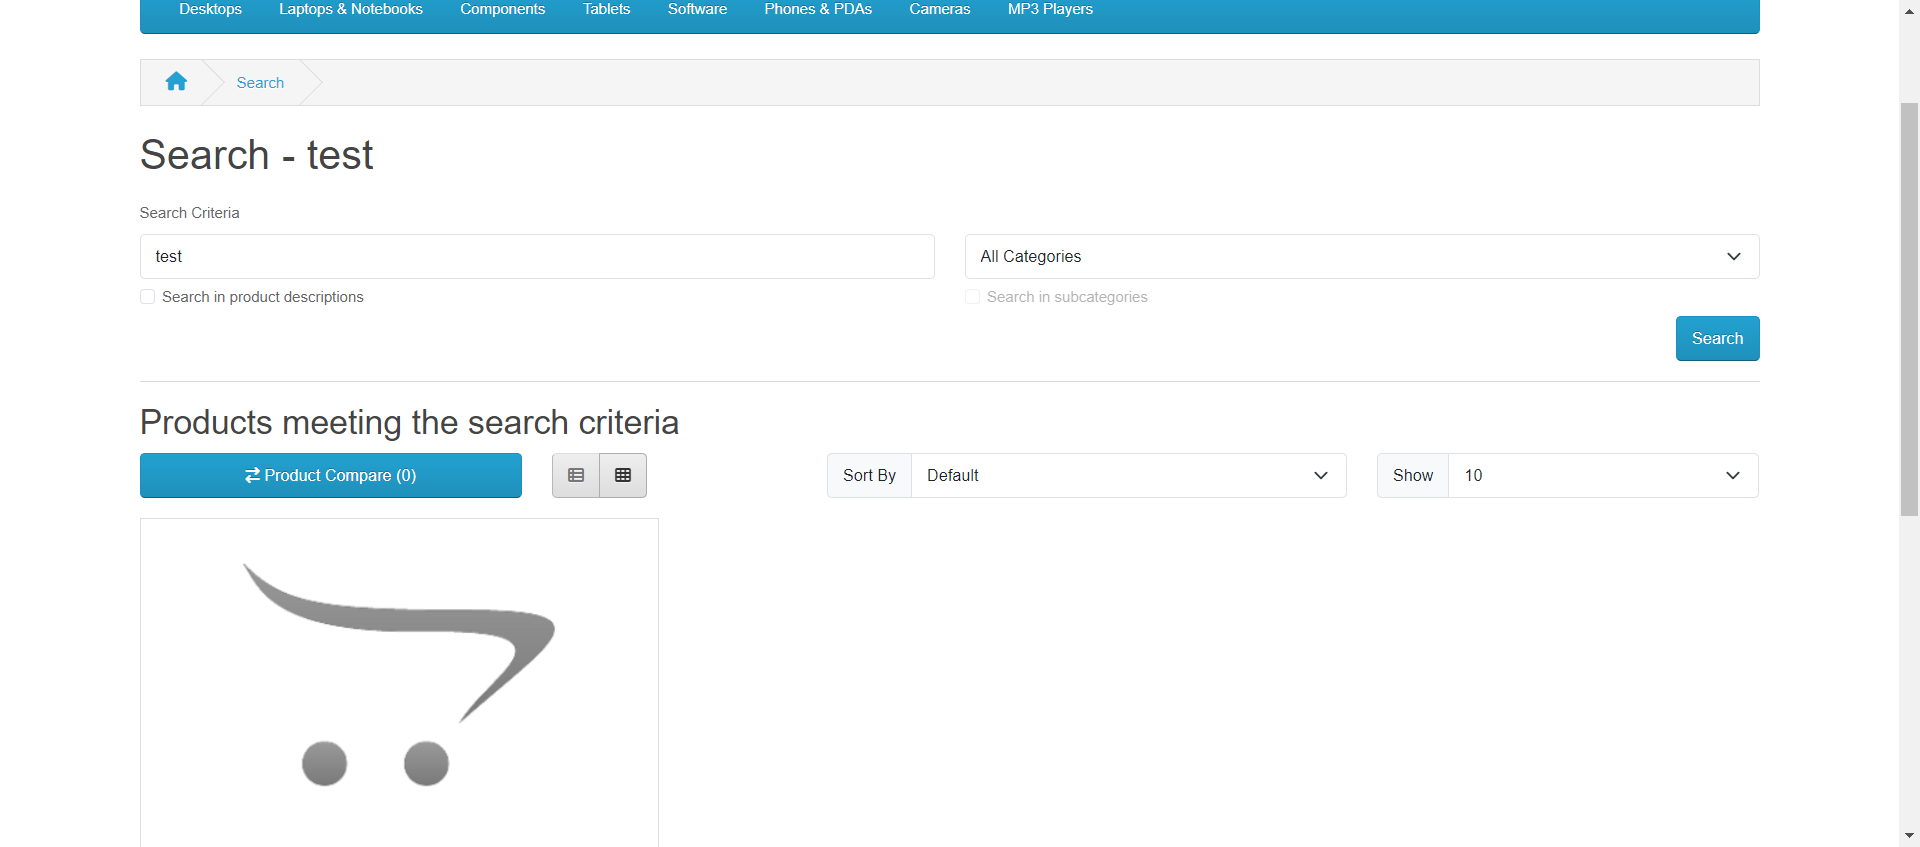 Desktops Laptops & Notebooks Components Tablets Software Phones & PDAs Cameras MP3 Players
Search
Search - test
Search Criteria
test All Categories
Search in product descriptions Search in subcategories
Search
Products meeting the search criteria
Product Compare (0) Sort By Default Show 10